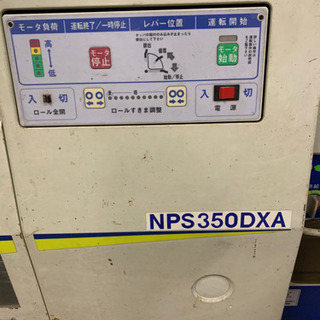 モータ負荷
運転終了／一時停止
レバー位置
運転開始
高
低
モータ
停止
モータ
始動
入
切
ロール全開
ロールすきま調整
入
切
電源
NPS350DXA